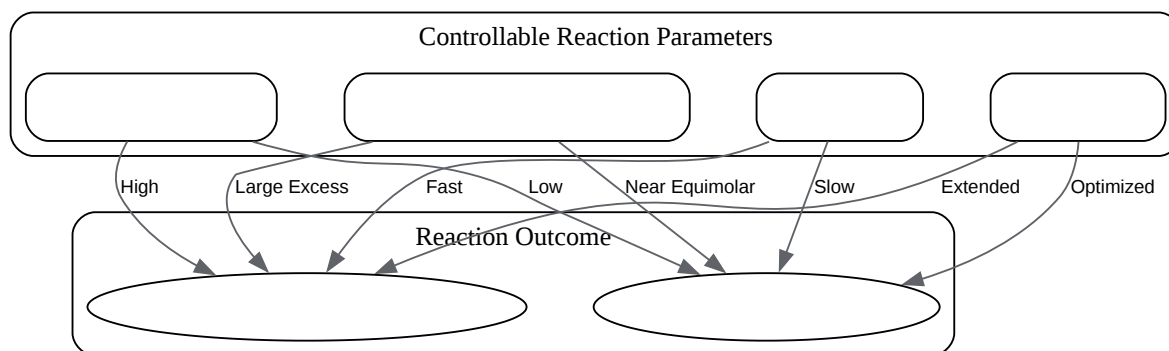 Controllable Reaction Parameters
High
Large Excess
Fast
Low
Near Equimolar
Slow
Extended
Optimized
Reaction Outcome